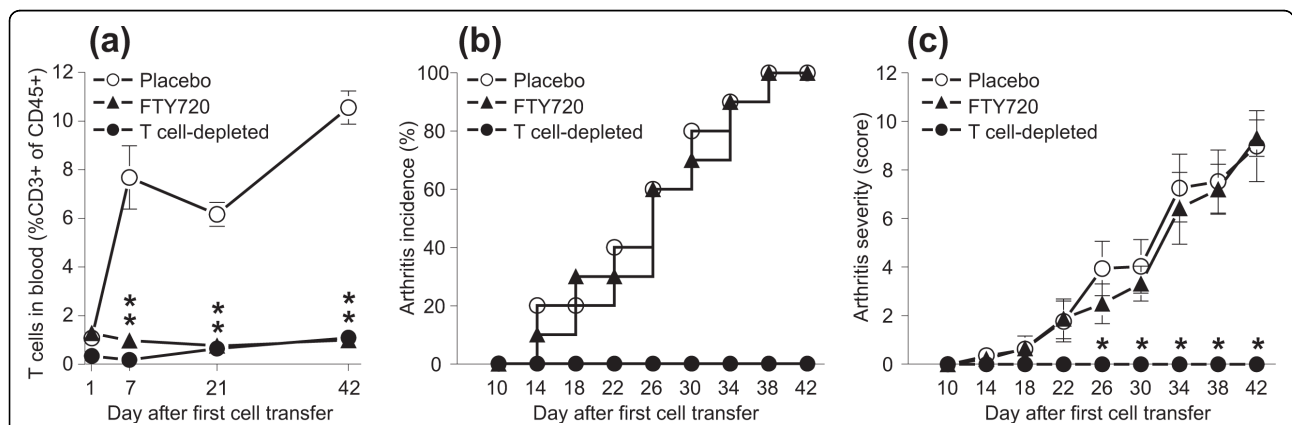 (a)
T cells in blood (%CD3+ of CD45+)
12
10
8
6
4
2
0
Placebo
FTY720
T cell-depleted
*
*
*
*
*
*
1
7
21
42
Day after first cell transfer
(b)
Arthritis incidence (%)
100
80
60
40
20
0
Placebo
FTY720
T cell-depleted
10
14
18
22
26
30
34
38
42
Day after first cell transfer
(c)
Arthritis severity (score)
12
10
8
6
4
2
0
Placebo
FTY720
T cell-depleted
*
*
*
*
*
10
14
18
22
26
30
34
38
42
Day after first cell transfer